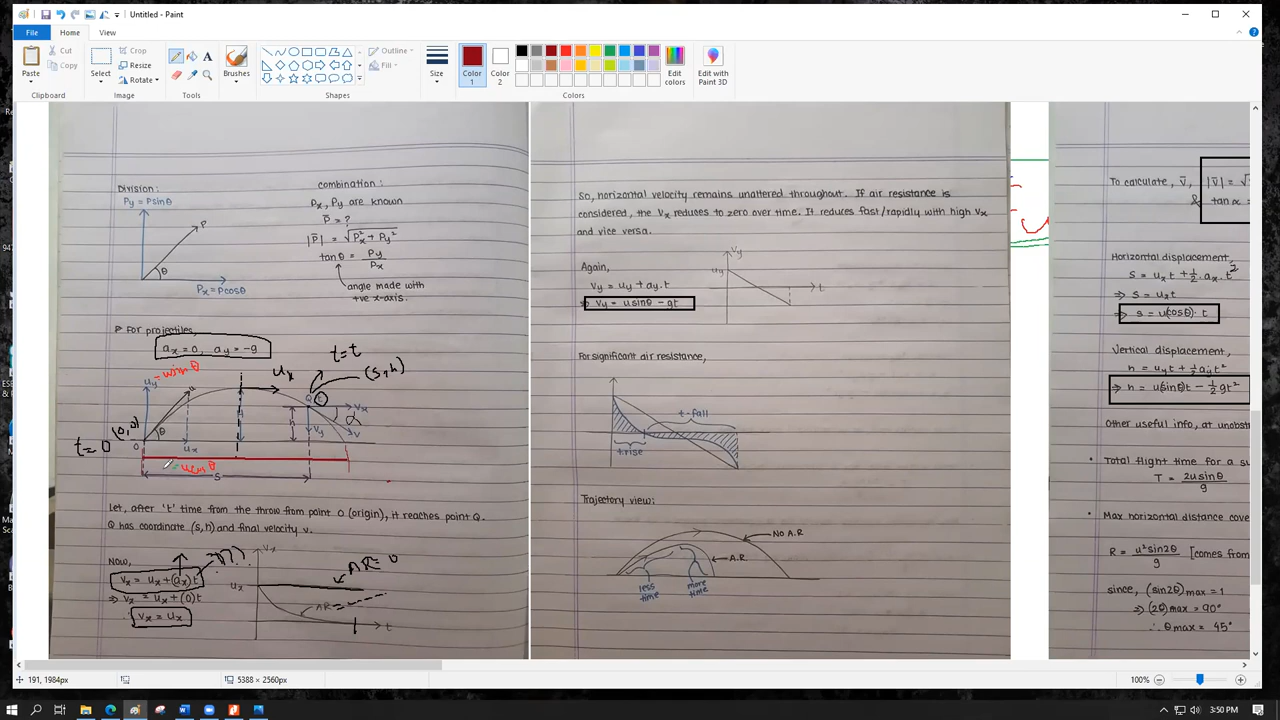 Untitled - Paint
File
Home
View
Paste
Cut
Copy
Clipboard
Select
Crop
Resize
Rotate
Image
Tools
Brushes
Shapes
Outline
Fill
Size
Color 1
Color 2
Colors
Edit colors
Edit with Paint 3D
Division:
Py = Psinθ
P
θ
Px = Pcosθ
combination:
Px, Py are known
P̄ = ?
|P̄| = √Px² + Py²
tanθ = Py/Px
angle made with
+ve x-axis.
For projectiles,
ax = 0, ay = -g
t = t
(s, h)
ux
uy
= usinθ
u
Q
vx
(0, 0)
θ
H
h
vy
α
v
t = 0
O
ux
= ucosθ
S
Let, after 't' time from the throw from point O (origin), it reaches point Q.
Q has coordinate (s, h) and final velocity v.
Now,
vx = ux + (ax) t
⇒ vx = ux + (0) t
∴ vx = ux
vx
ux
AR = 0
AR
t
So, horizontal velocity remains unaltered throughout. If air resistance is
considered, the Vx reduces to zero over time. It reduces fast/rapidly with high Vx
and vice versa.
Again,
vy = uy + ay.t
⇒ vy = usinθ - gt
vy
uy
t
For significant air resistance,
t-fall
t-rise
Trajectory view:
NO A.R
A.R
less time
more time
To calculate, v̄,
|v̄| = √
&
tan α =
Horizontal displacement,
s = uxt + ½ ax. t²
⇒ s = uxt
⇒ s = u(cosθ). t
Vertical displacement,
h = uyt + ½ayt²
⇒ h = u(sinθ)t - ½gt²
Other useful info, at unobst
• Total flight time for a su
T = 2usinθ/g
• Max horizontal distance cove
R = u²sin2θ/g [comes from
since, (sin2θ)max = 1
⇒ (2θ)max = 90°
∴ θmax = 45°
191, 1984px
5388 × 2560px
100%
3:50 PM